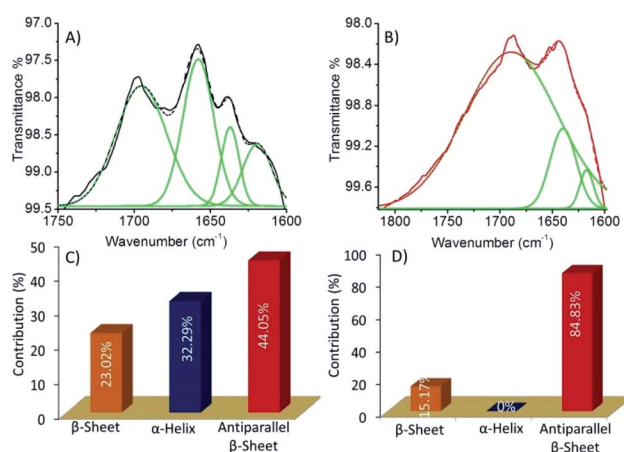 A)
Transmittance %
97.0
97.5
98.0
98.5
99.0
99.5
1750
1700
1650
1600
Wavenumber (cm⁻¹)
B)
Transmittance %
98.0
98.4
98.8
99.2
99.6
1800
1750
1700
1650
1600
Wavenumber (cm⁻¹)
C)
Contribution (%)
50
40
30
20
10
0
23.02%
32.29%
44.05%
β-Sheet
α-Helix
Antiparallel
β-Sheet
D)
Contribution (%)
100
80
60
40
20
0
15.17%
0%
84.83%
β-Sheet
α-Helix
Antiparallel
β-Sheet